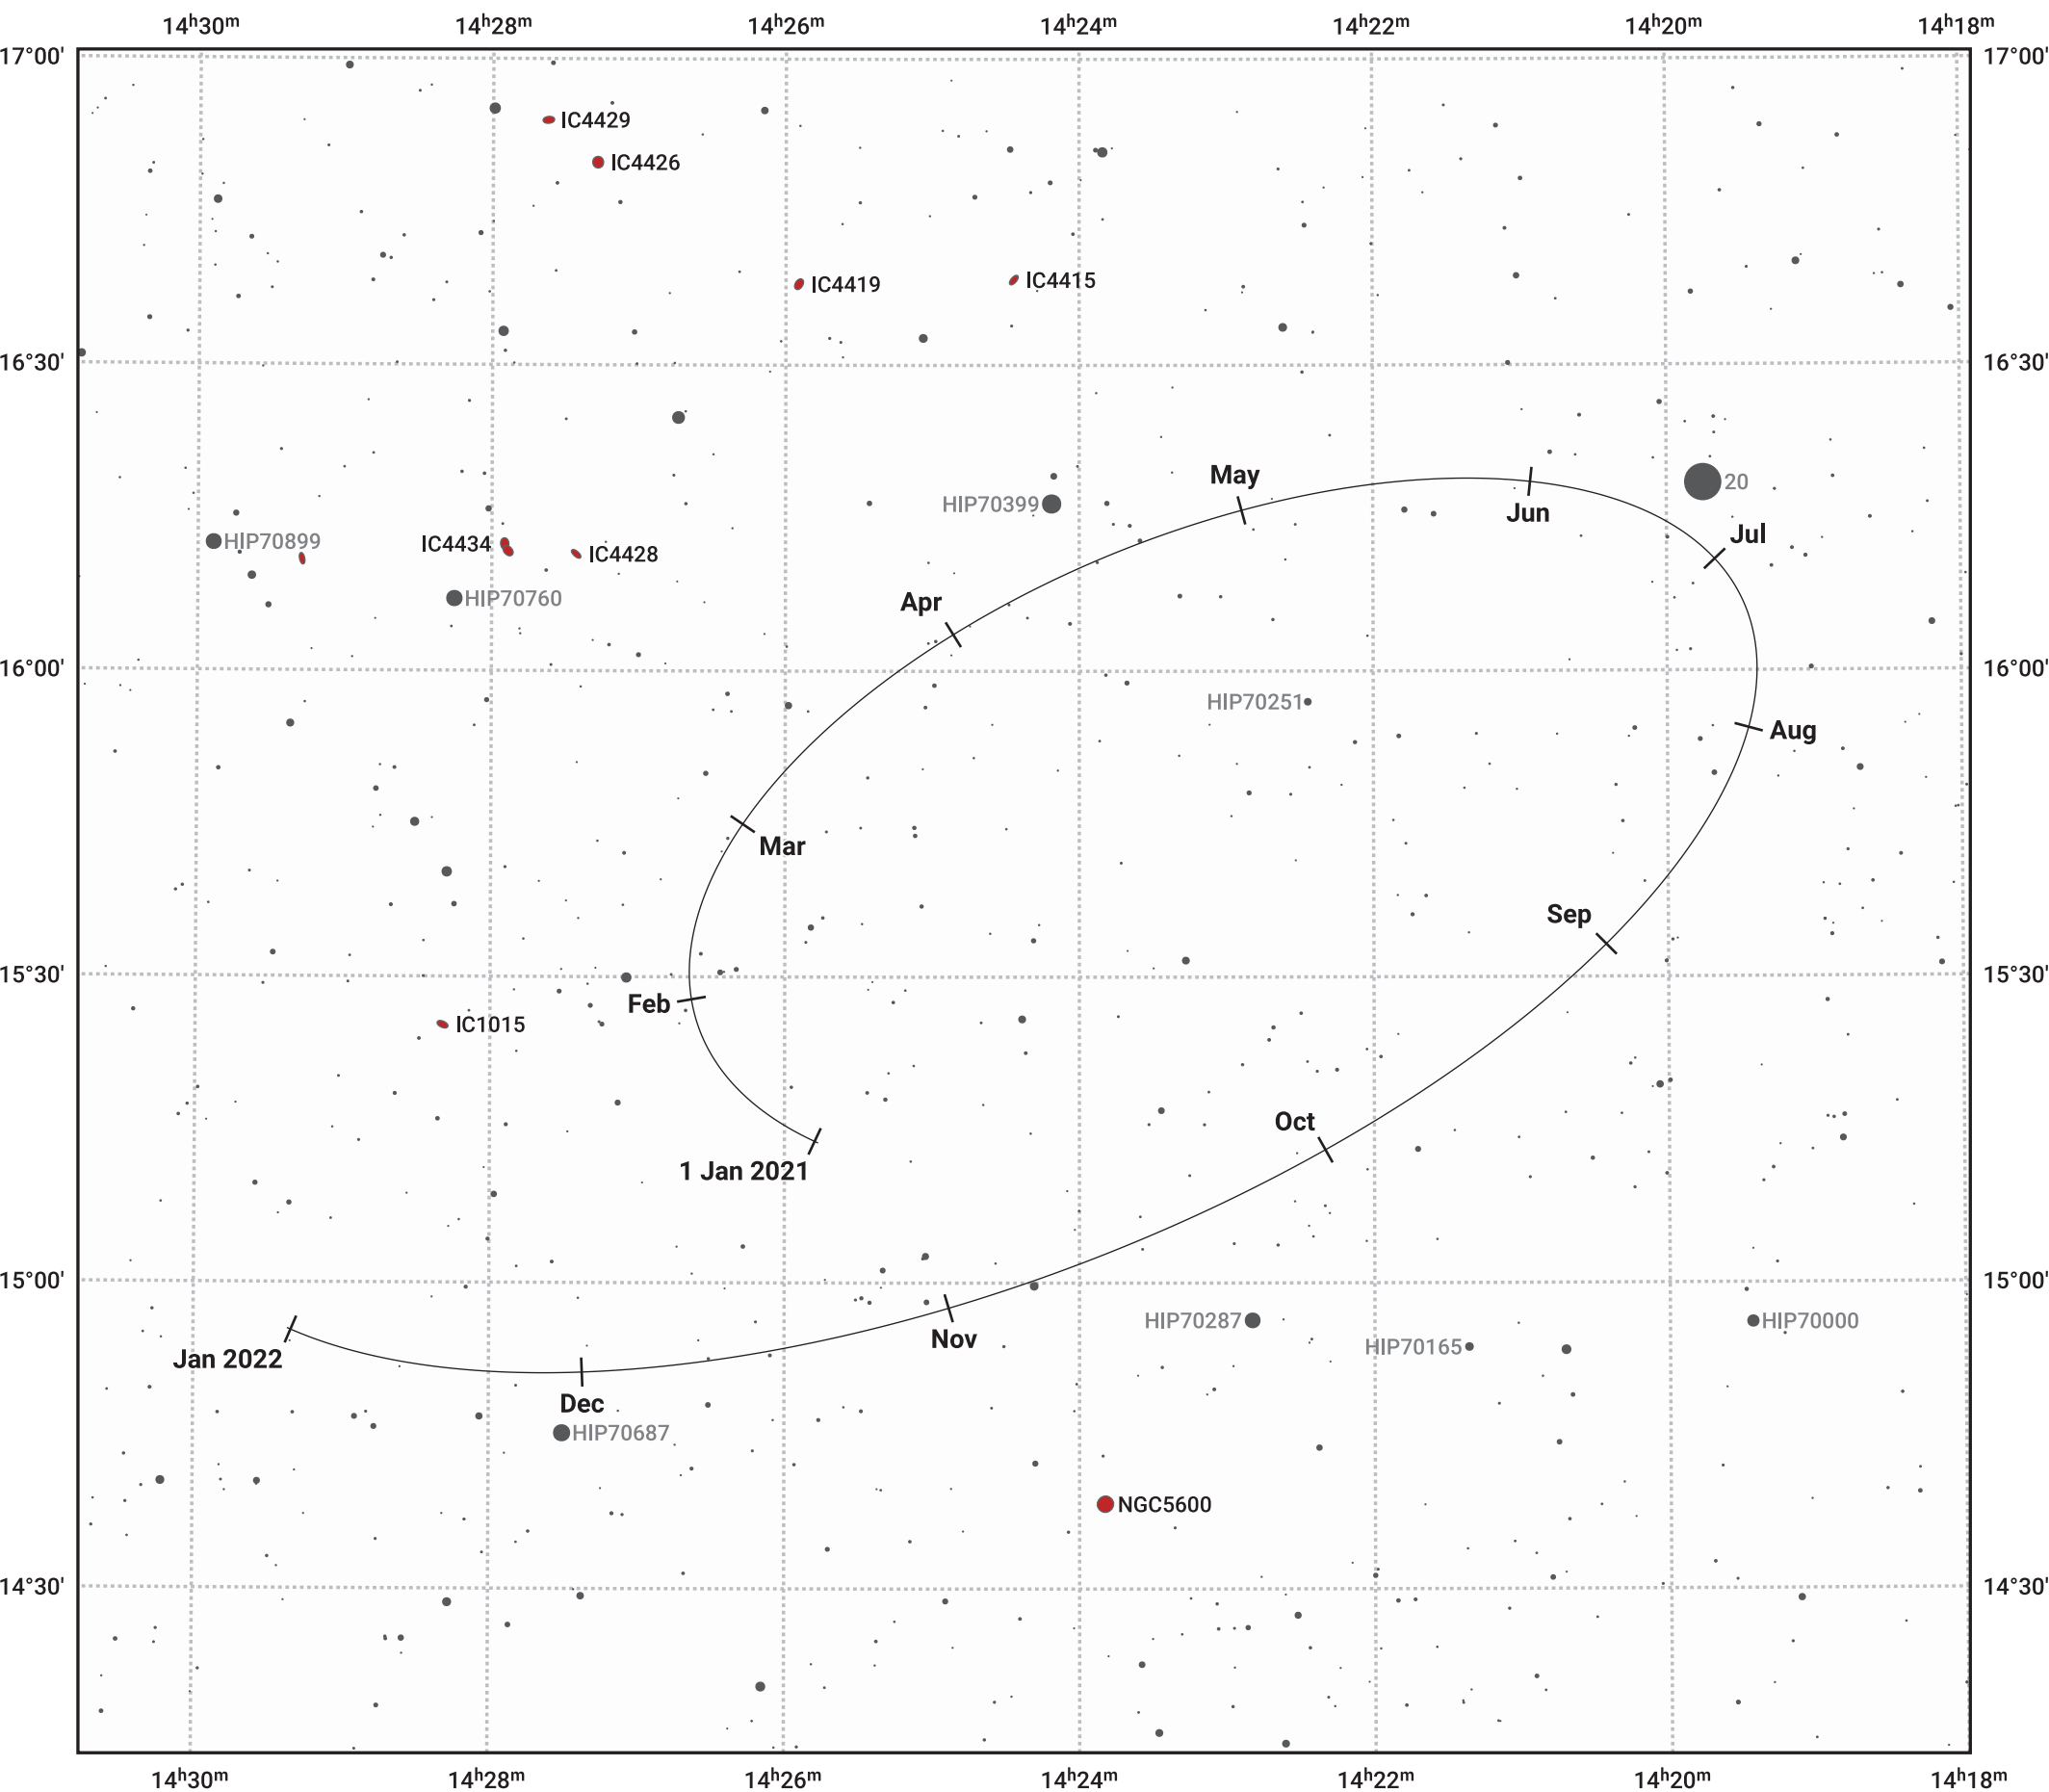 14h30m 14h28m 14h26m 14h24m 14h22m 14h20m 14h18m
17°00' 17°00'
IC4429
IC4426
IC4419 IC4415
16°30' 16°30'
May
20
HIP70399
Jun
Jul
HIP70899
IC4434 IC4428
HIP70760
Apr
16°00' 16°00'
HIP70251
Aug
Mar
Sep
15°30' 15°30'
Feb
IC1015
Oct
1 Jan 2021
15°00' 15°00'
HIP70287 HIP70000
Nov
HIP70165
Jan 2022
Dec
HIP70687
NGC5600
14°30' 14°30'
14h30m 14h28m 14h26m 14h24m 14h22m 14h20m 14h18m